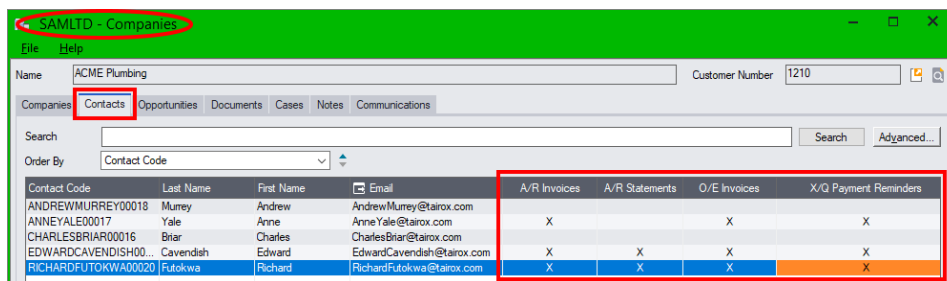 SAMLTD - Companies
File Help
Name ACME Plumbing Customer Number 1210
Companies Contacts Opportunities Documents Cases Notes Communications
Search Search Advanced...
Order By Contact Code
Contact Code Last Name First Name Email A/R Invoices A/R Statements O/E Invoices X/Q Payment Reminders
ANDREWMURREY00018 Murrey Andrew AndrewMurrey@tairox.com
ANNEYALE00017 Yale Anne AnneYale@tairox.com X X X
CHARLESBRIAR00016 Briar Charles CharlesBriar@tairox.com
EDWARDCAVENDISH00... Cavendish Edward EdwardCavendish@tairox.com X X X X
RICHARDFUTOKWA00020 Futokwa Richard RichardFutokwa@tairox.com X X X X